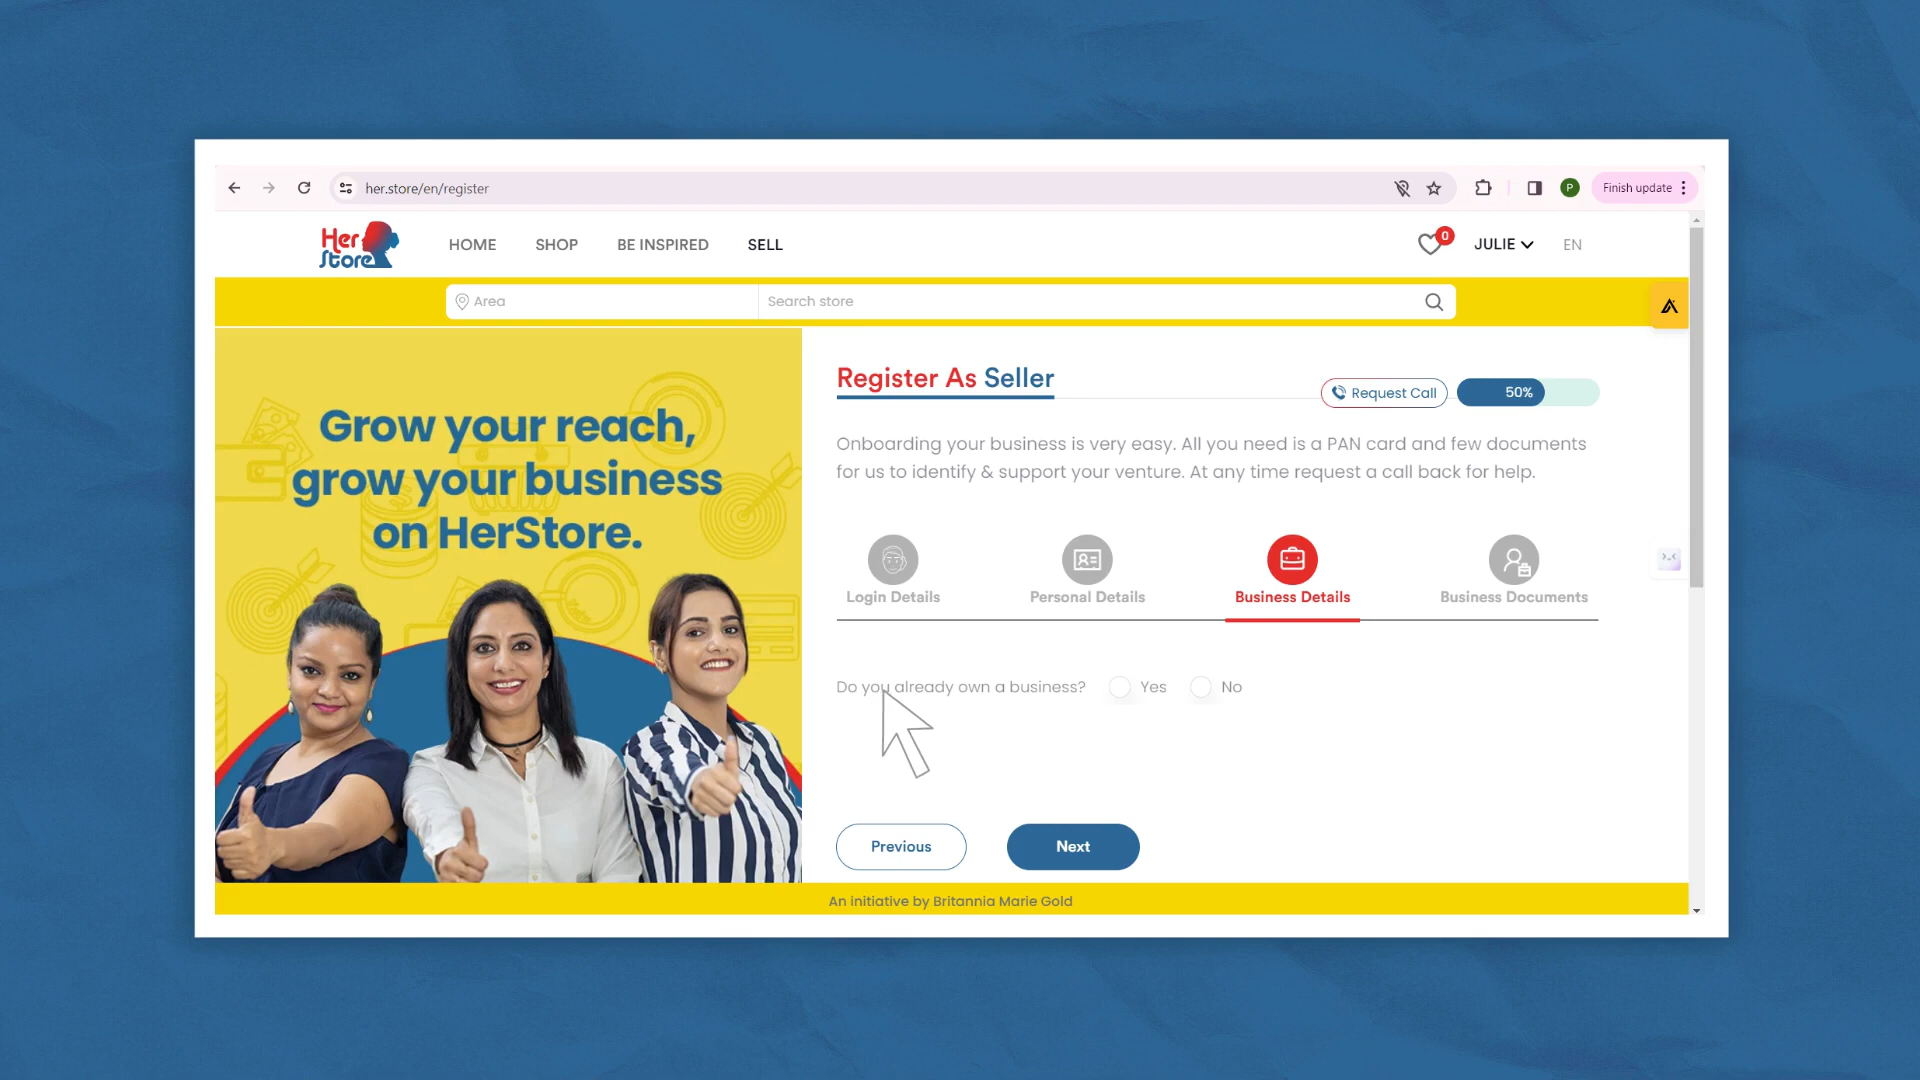 her.store/en/register
P
Finish update
Her
Store
HOME
SHOP
BE INSPIRED
SELL
0
JULIE
EN
Area
Search store
Grow your reach,
grow your business
on HerStore.
Register As Seller
Request Call
50%
Onboarding your business is very easy. All you need is a PAN card and few documents
for us to identify & support your venture. At any time request a call back for help.
Login Details
Personal Details
Business Details
Business Documents
Do you already own a business?
Yes
No
Previous
Next
An initiative by Britannia Marie Gold